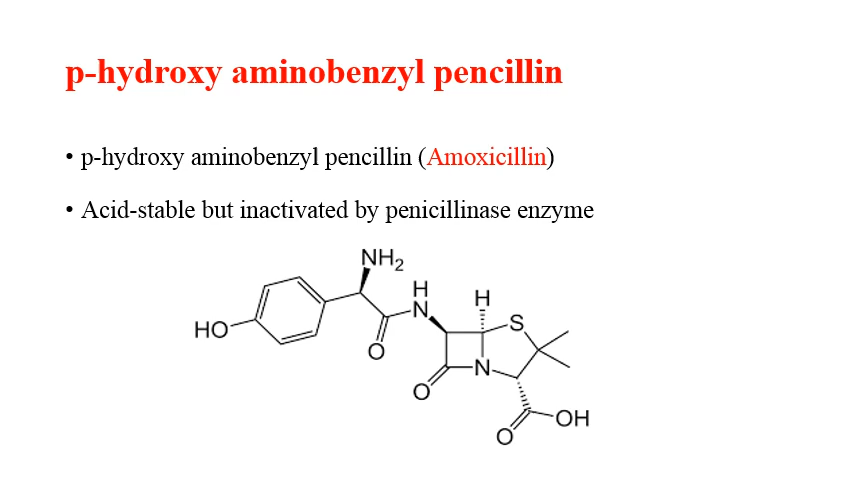 p-hydroxy aminobenzyl pencillin
• p-hydroxy aminobenzyl pencillin (Amoxicillin)
• Acid-stable but inactivated by penicillinase enzyme
NH2
H
N
H
S
HO
O
N
O
OH
O